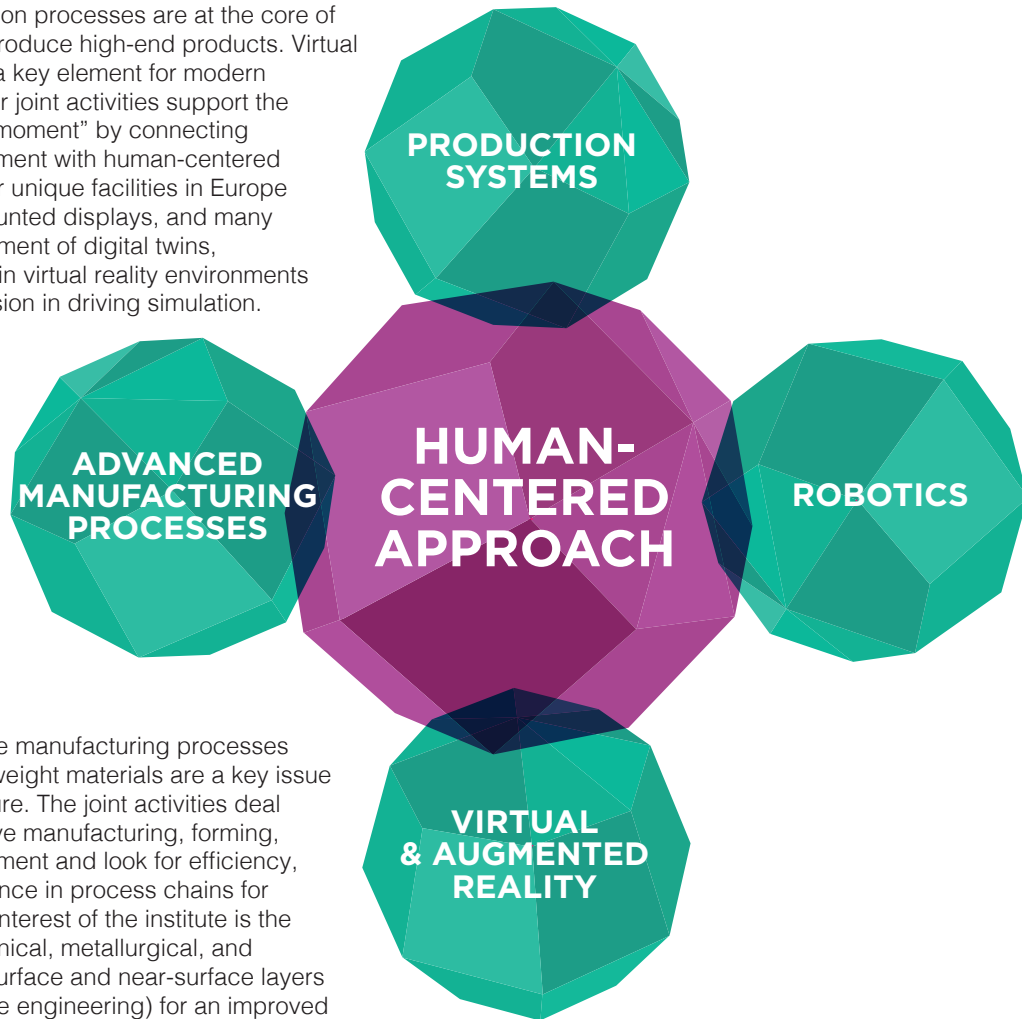 on processes are at the core of
roduce high-end products. Virtual
a key element for modern
r joint activities support the
moment” by connecting
ment with human-centered
r unique facilities in Europe
unted displays, and many
ment of digital twins,
in virtual reality environments
sion in driving simulation.
PRODUCTION
SYSTEMS
ADVANCED
MANUFACTURING
PROCESSES
HUMAN-
CENTERED
APPROACH
ROBOTICS
e manufacturing processes
weight materials are a key issue
ure. The joint activities deal
ve manufacturing, forming,
ment and look for efficiency,
nce in process chains for
interest of the institute is the
nical, metallurgical, and
urface and near-surface layers
e engineering) for an improved
VIRTUAL
& AUGMENTED
REALITY